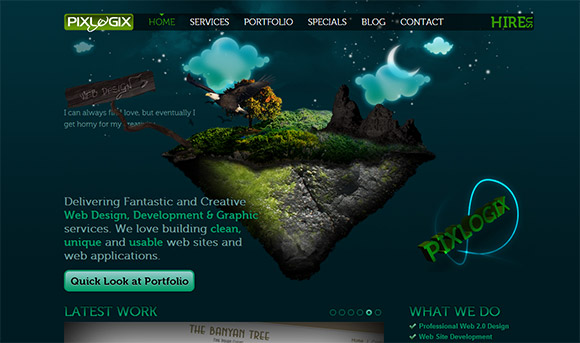 PIXLOGIX
HOME SERVICES PORTFOLIO SPECIALS BLOG CONTACT
HIRE US
WEB DESIGN
I can always find love, but eventually I
get horny for my
Delivering Fantastic and Creative
Web Design, Development & Graphic
services. We love building clean,
unique and usable web sites and
web applications.
PIXLOGIX
Quick Look at Portfolio
LATEST WORK
WHAT WE DO
THE BANYAN TREE
Professional Web 2.0 Design
Web Site Development